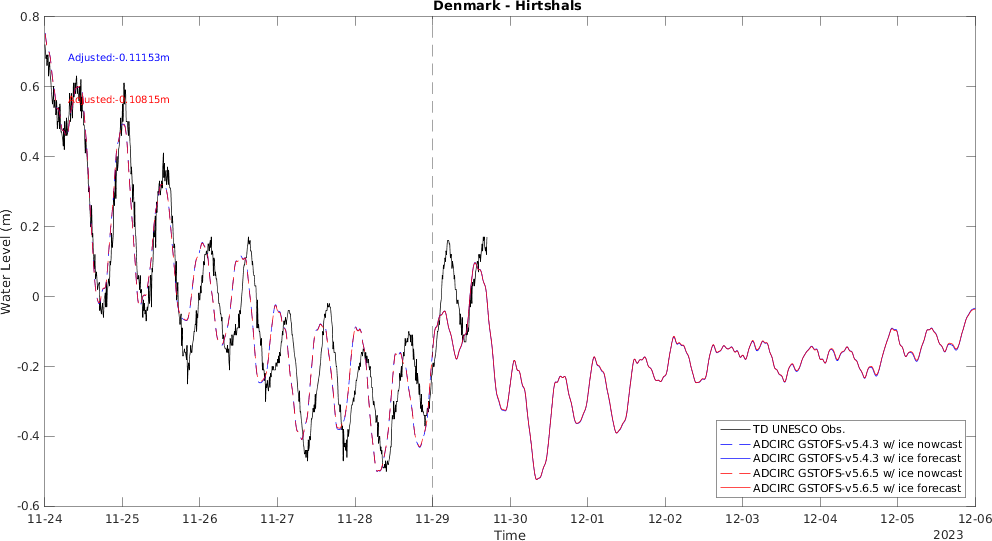 Denmark - Hirtshals
0.8
0.6
0.4
0.2
0
-0.2
-0.4
-0.6
Water Level (m)
Adjusted:-0.11153m
Adjusted:-0.10815m
TD UNESCO Obs.
ADCIRC GSTOFS-v5.4.3 w/ ice nowcast
ADCIRC GSTOFS-v5.4.3 w/ ice forecast
ADCIRC GSTOFS-v5.6.5 w/ ice nowcast
ADCIRC GSTOFS-v5.6.5 w/ ice forecast
11-24 11-25 11-26 11-27 11-28 11-29 11-30 12-01 12-02 12-03 12-04 12-05 12-06
Time
2023